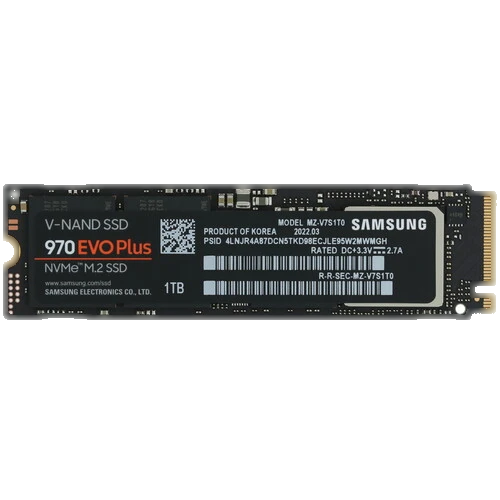 V-NAND SSD
970 EVO Plus
NVMe™ M.2 SSD
www.samsung.com/ssd
SAMSUNG ELECTRONICS CO., LTD.
1TB
MODEL MZ-V7S1T0
PRODUCT OF KOREA 2022.03
PSID 4LNJR4A87DCN5TKD98ECJLE95W2MWMGH
RATED DC+3.3V 2.7A
SAMSUNG
R-R-SEC-MZ-V7S1T0